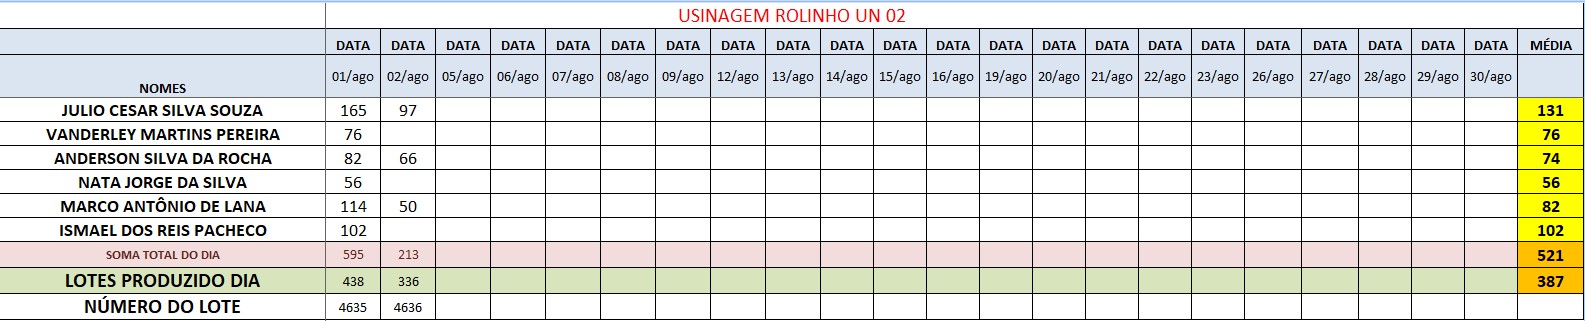 USINAGEM ROLINHO UN 02
DATA DATA DATA DATA DATA DATA DATA DATA DATA DATA DATA DATA DATA DATA DATA DATA DATA DATA DATA DATA DATA DATA MÉDIA
NOMES 01/ago 02/ago 05/ago 06/ago 07/ago 08/ago 09/ago 12/ago 13/ago 14/ago 15/ago 16/ago 19/ago 20/ago 21/ago 22/ago 23/ago 26/ago 27/ago 28/ago 29/ago 30/ago
JULIO CESAR SILVA SOUZA 165 97 131
VANDERLEY MARTINS PEREIRA 76 76
ANDERSON SILVA DA ROCHA 82 66 74
NATA JORGE DA SILVA 56 56
MARCO ANTÔNIO DE LANA 114 50 82
ISMAEL DOS REIS PACHECO 102 102
SOMA TOTAL DO DIA 595 213 521
LOTES PRODUZIDO DIA 438 336 387
NÚMERO DO LOTE 4635 4636